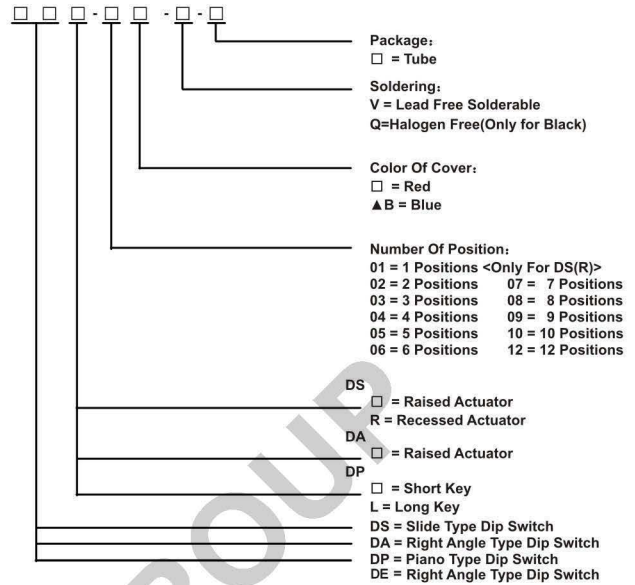 □ □ □ - □ □ - □ - □
Package：
□ = Tube
Soldering：
V = Lead Free Solderable
Q=Halogen Free(Only for Black)
Color Of Cover：
□ = Red
▲B = Blue
Number Of Position：
01 = 1 Positions <Only For DS(R)>
02 = 2 Positions 07 = 7 Positions
03 = 3 Positions 08 = 8 Positions
04 = 4 Positions 09 = 9 Positions
05 = 5 Positions 10 = 10 Positions
06 = 6 Positions 12 = 12 Positions
DS
□ = Raised Actuator
R = Recessed Actuator
DA
□ = Raised Actuator
DP
□ = Short Key
L = Long Key
DS = Slide Type Dip Switch
DA = Right Angle Type Dip Switch
DP = Piano Type Dip Switch
DE = Right Angle Type Dip Switch
ROUP